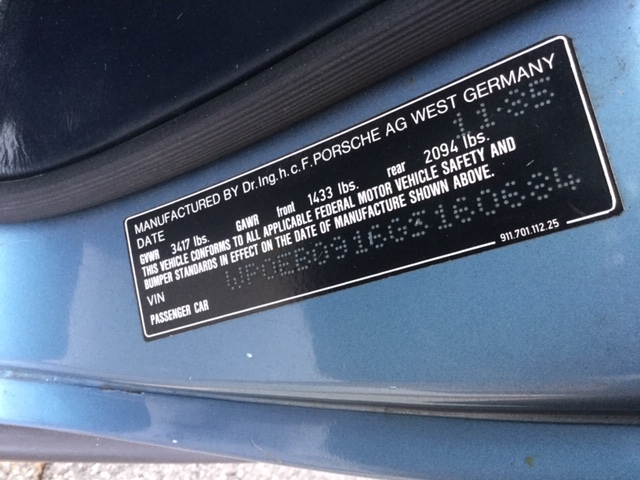 MANUFACTURED BY Dr.Ing.h.c.F.PORSCHE AG WEST GERMANY
DATE 11.85
GVWR 3417 lbs. GAWR front 1433 lbs. rear 2094 lbs.
THIS VEHICLE CONFORMS TO ALL APPLICABLE FEDERAL MOTOR VEHICLE SAFETY AND
BUMPER STANDARDS IN EFFECT ON THE DATE OF MANUFACTURE SHOWN ABOVE.
VIN WP0EB0916GS160684
PASSENGER CAR
911.701.112.25